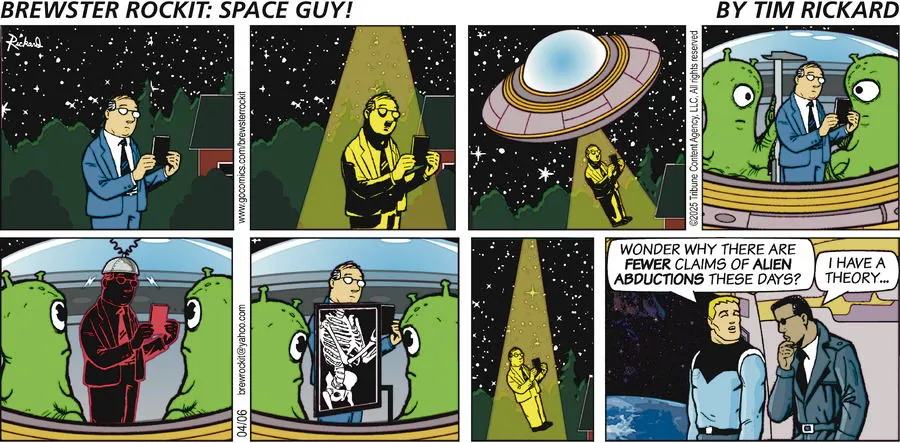 BREWSTER ROCKIT: SPACE GUY!
BY TIM RICKARD
Rickard
www.gocomics.com/brewsterrockit
©2025 Tribune Content Agency, LLC. All rights reserved
04/06 brewrockit@yahoo.com
WONDER WHY THERE ARE
FEWER CLAIMS OF ALIEN
ABDUCTIONS THESE DAYS?
I HAVE A
THEORY...